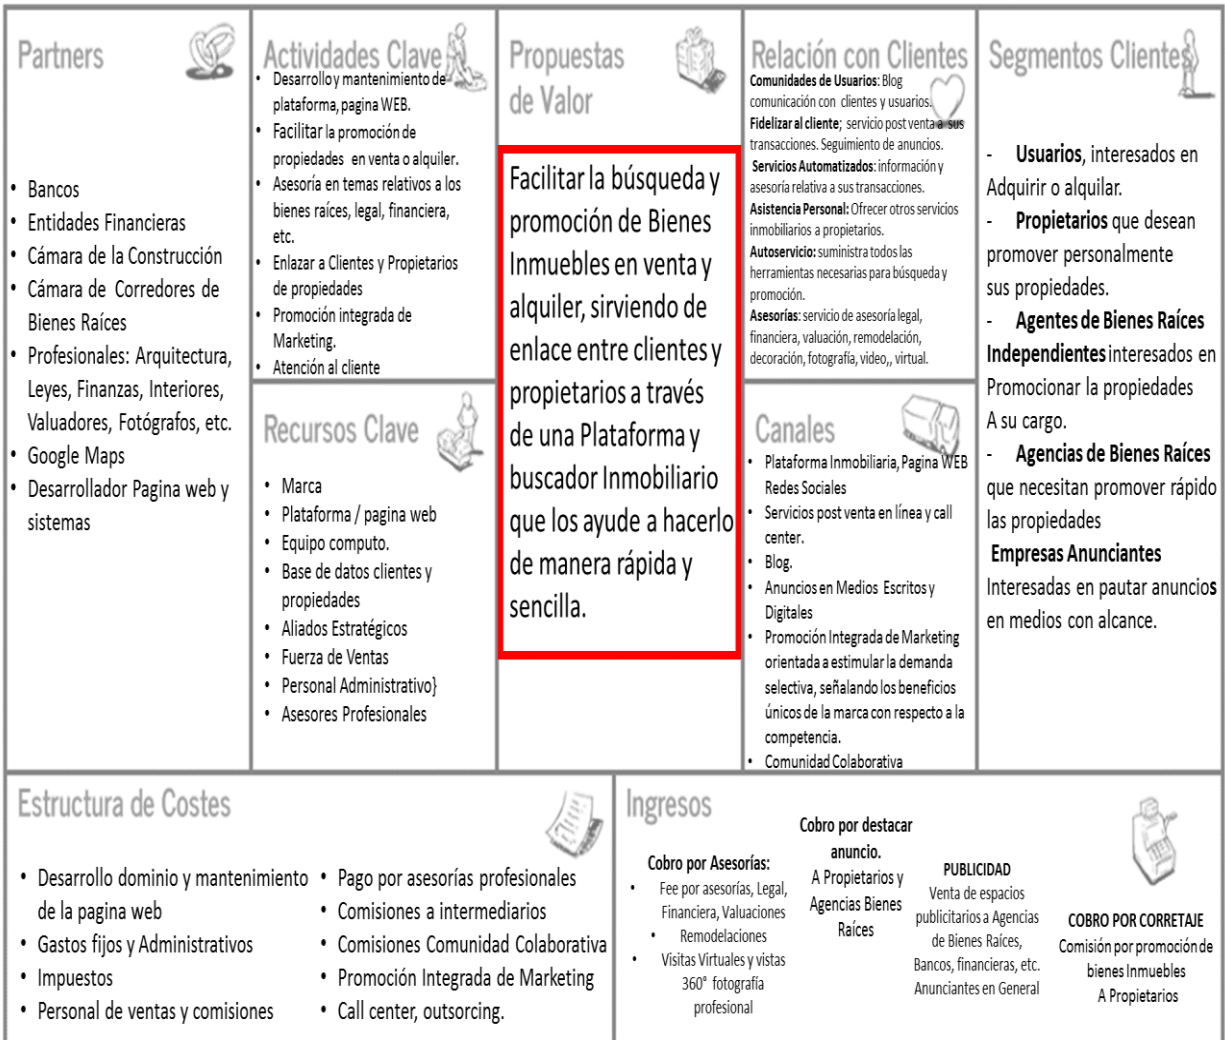 Partners
• Bancos
• Entidades Financieras
• Cámara de la Construcción
• Cámara de Corredores de
Bienes Raíces
• Profesionales: Arquitectura,
Leyes, Finanzas, Interiores,
Valuadores, Fotógrafos, etc.
• Google Maps
• Desarrollador Pagina web y
sistemas
Actividades Clave
• Desarrollo y mantenimiento de
plataforma, pagina WEB.
• Facilitar la promoción de
propiedades en venta o alquiler.
• Asesoría en temas relativos a los
bienes raíces, legal, financiera,
etc.
• Enlazar a Clientes y Propietarios
de propiedades
• Promoción integrada de
Marketing.
• Atención al cliente
Recursos Clave
• Marca
• Plataforma / pagina web
• Equipo computo.
• Base de datos clientes y
propiedades
• Aliados Estratégicos
• Fuerza de Ventas
• Personal Administrativo}
• Asesores Profesionales
Propuestas
de Valor
Facilitar la búsqueda y
promoción de Bienes
Inmuebles en venta y
alquiler, sirviendo de
enlace entre clientes y
propietarios a través
de una Plataforma y
buscador Inmobiliario
que los ayude a hacerlo
de manera rápida y
sencilla.
Relación con Clientes
Comunidades de Usuarios: Blog
comunicación con clientes y usuarios.
Fidelizar al cliente; servicio post venta a sus
transacciones. Seguimiento de anuncios.
Servicios Automatizados: información y
asesoría relativa a sus transacciones.
Asistencia Personal: Ofrecer otros servicios
inmobiliarios a propietarios.
Autoservicio: suministra todos las
herramientas necesarias para búsqueda y
promoción.
Asesorías: servicio de asesoría legal,
financiera, valuación, remodelación,
decoración, fotografía, video,, virtual.
Canales
• Plataforma Inmobiliaria, Pagina WEB
Redes Sociales
• Servicios post venta en línea y call
center.
• Blog.
• Anuncios en Medios Escritos y
Digitales
• Promoción Integrada de Marketing
orientada a estimular la demanda
selectiva, señalando los beneficios
únicos de la marca con respecto a la
competencia.
• Comunidad Colaborativa
Segmentos Clientes
- Usuarios, interesados en
Adquirir o alquilar.
- Propietarios que desean
promover personalmente
sus propiedades.
- Agentes de Bienes Raíces
Independientes interesados en
Promocionar la propiedades
A su cargo.
- Agencias de Bienes Raíces
que necesitan promover rápido
las propiedades
Empresas Anunciantes
Interesadas en pautar anuncios
en medios con alcance.
Estructura de Costes
• Desarrollo dominio y mantenimiento
de la pagina web
• Gastos fijos y Administrativos
• Impuestos
• Personal de ventas y comisiones
• Pago por asesorías profesionales
• Comisiones a intermediarios
• Comisiones Comunidad Colaborativa
• Promoción Integrada de Marketing
• Call center, outsorcing.
Ingresos
Cobro por Asesorías:
• Fee por asesorías, Legal,
Financiera, Valuaciones
• Remodelaciones
• Visitas Virtuales y vistas
360° fotografía
profesional
Cobro por destacar
anuncio.
A Propietarios y
Agencias Bienes
Raíces
PUBLICIDAD
Venta de espacios
publicitarios a Agencias
de Bienes Raíces,
Bancos, financieras, etc.
Anunciantes en General
COBRO POR CORRETAJE
Comisión por promoción de
bienes Inmuebles
A Propietarios